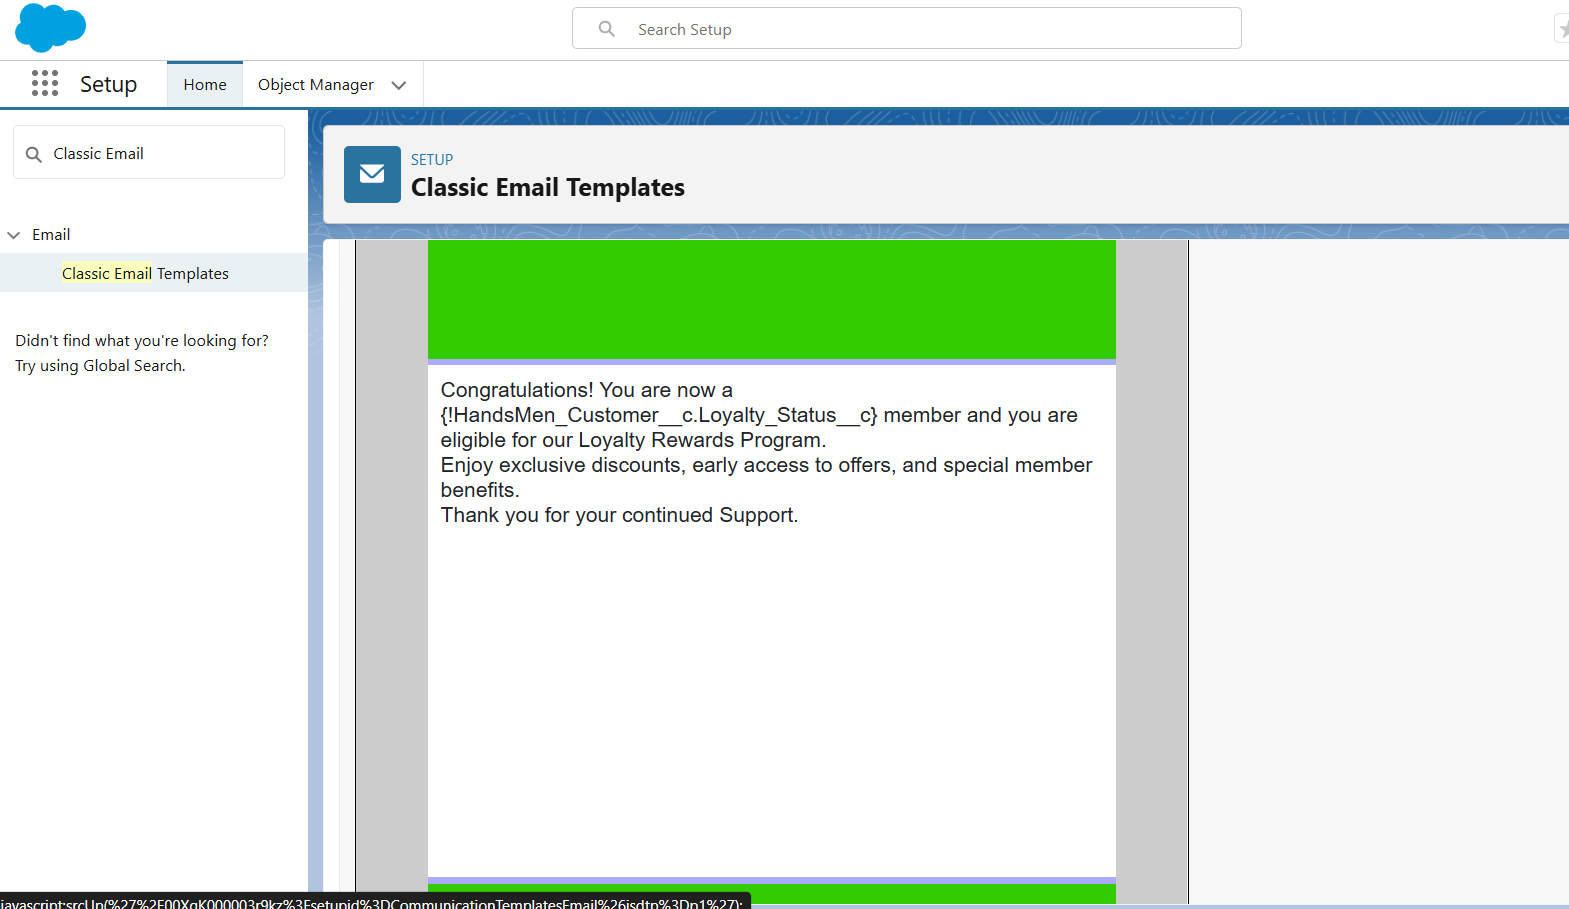 Search Setup
Setup
Home
Object Manager
Classic Email
SETUP
Classic Email Templates
Email
Classic Email Templates
Didn't find what you're looking for?
Try using Global Search.
Congratulations! You are now a
{!HandsMen_Customer__c.Loyalty_Status__c} member and you are
eligible for our Loyalty Rewards Program.
Enjoy exclusive discounts, early access to offers, and special member
benefits.
Thank you for your continued Support.
javascript:srcUp(%27%2F00XgK000003r9kz%3Fsetupid%3DCommunicationTemplatesEmail%26isdtp%3Dp1%27);